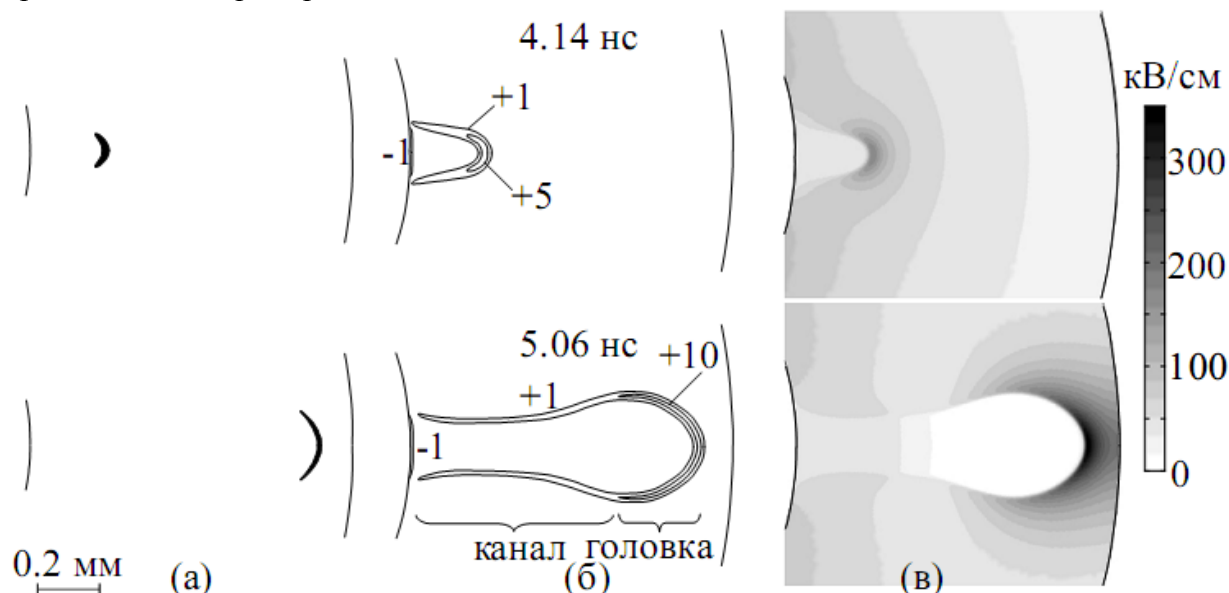 4.14 нс
+1
-1
+5
кВ/см
300
200
100
0
5.06 нс
+10
+1
-1
канал головка
0.2 мм
(а) (б) (в)